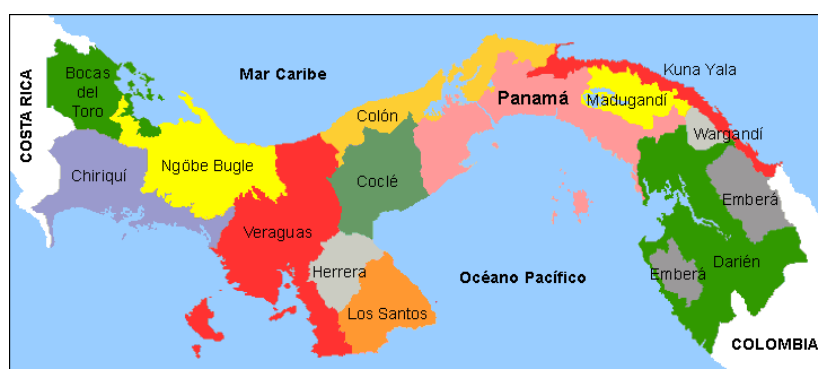 COSTA RICA
Bocas
del
Toro
Mar Caribe
Kuna Yala
Colón
Panamá
Madugandí
Wargandí
Chiriquí
Ngöbe Bugle
Coclé
Emberá
Veraguas
Herrera
Océano Pacífico
Emberá
Darién
Los Santos
COLOMBIA